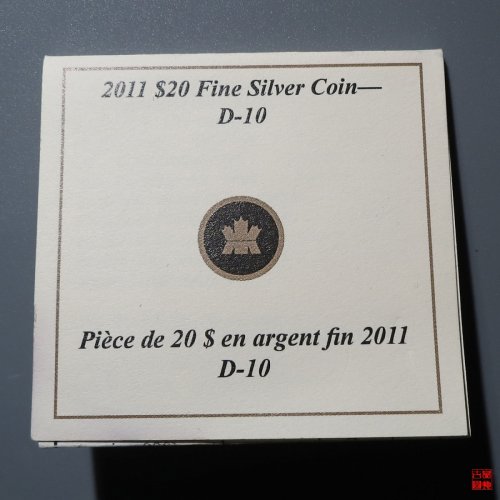 2011 $20 Fine Silver Coin—
D-10
Pièce de 20 $ en argent fin 2011
D-10